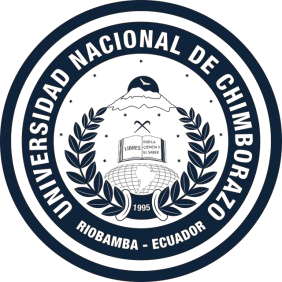 UNIVERSIDAD NACIONAL DE CHIMBORAZO
LIBRES
POR LA
CIENCIA Y
EL SABER
1995
RIOBAMBA - ECUADOR